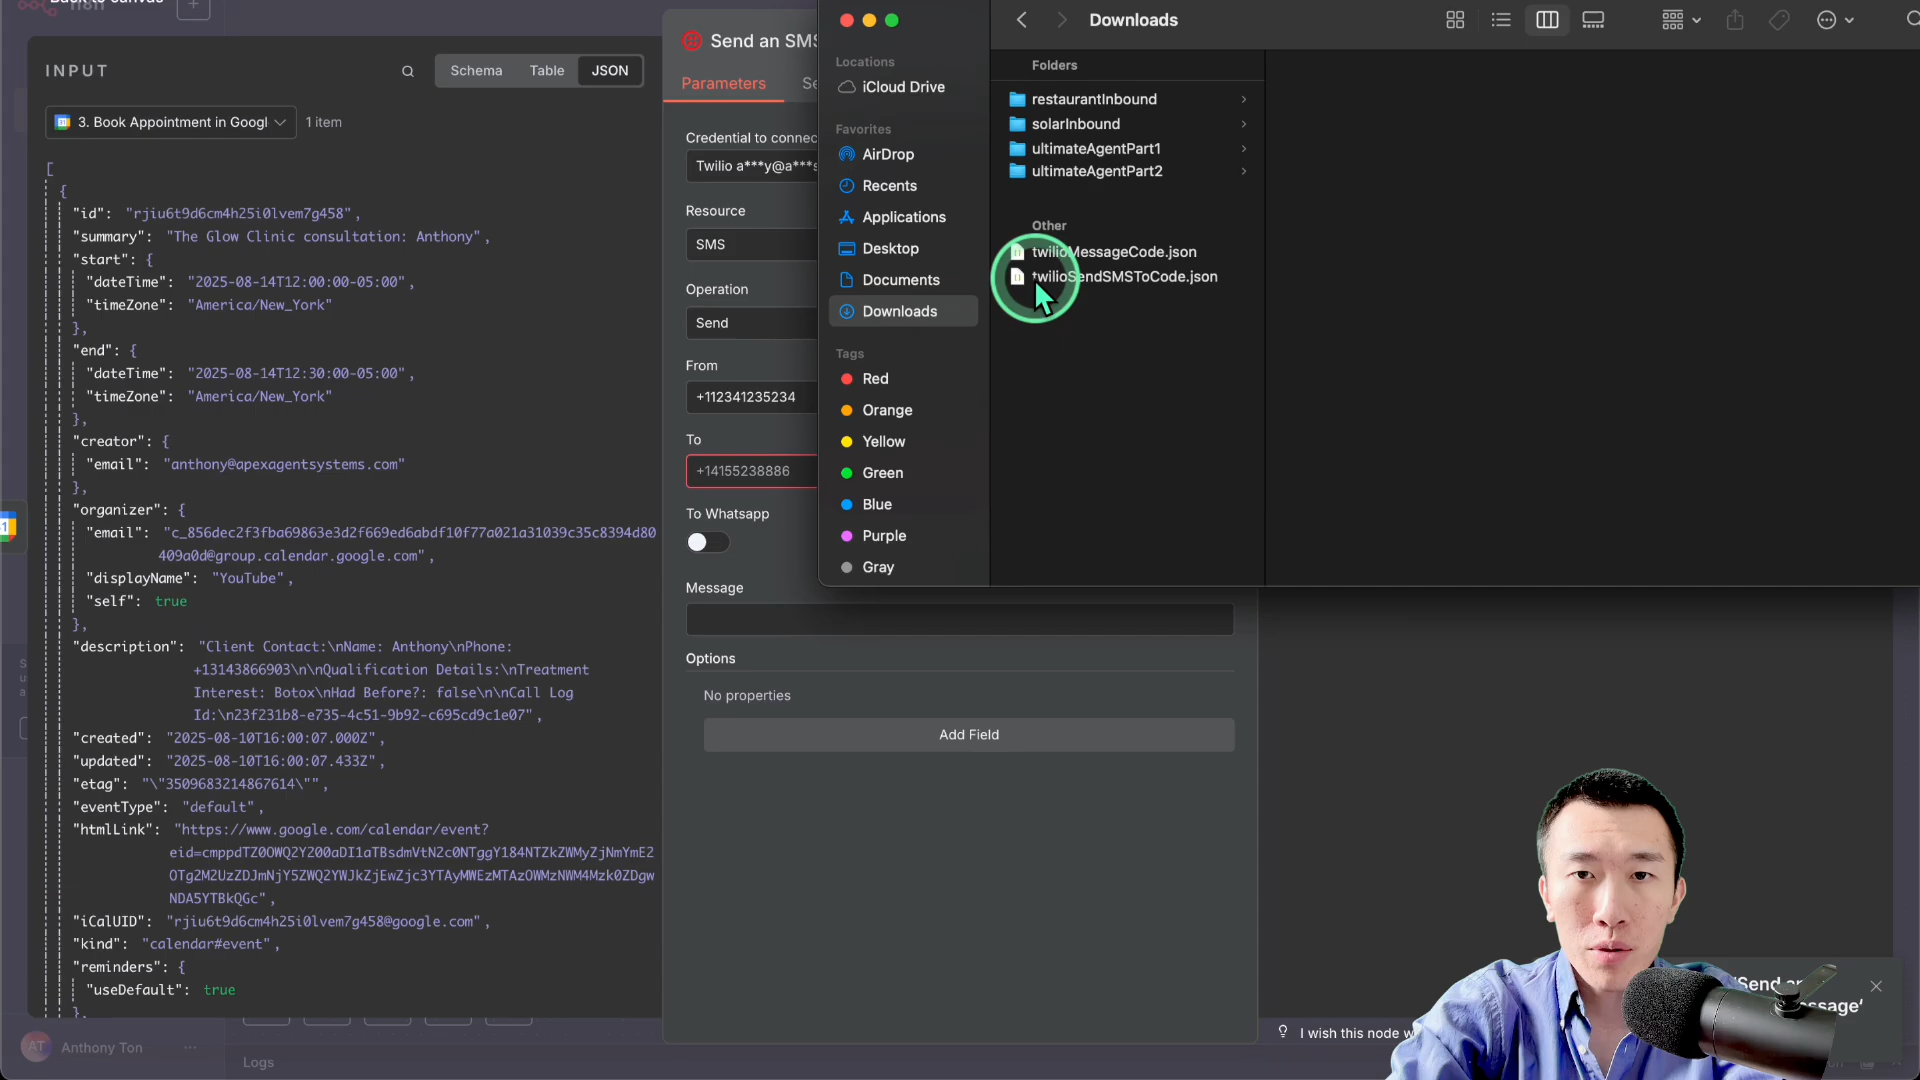 Back to canvas
n8n
INPUT
Schema
Table
JSON
3. Book Appointment in Googl
1 item
[
{
"id": "rjiu6t9d6cm4h25i0lvem7g458",
"summary": "The Glow Clinic consultation: Anthony",
"start": {
"dateTime": "2025-08-14T12:00:00-05:00",
"timeZone": "America/New_York"
},
"end": {
"dateTime": "2025-08-14T12:30:00-05:00",
"timeZone": "America/New_York"
},
"creator": {
"email": "anthony@apexagentsystems.com"
},
"organizer": {
"email": "c_856dec2f3fba69863e3d2f669ed6abdf10f77a021a31039c35c8394d80
409a0d@group.calendar.google.com",
"displayName": "YouTube",
"self": true
},
"description": "Client Contact:\nName: Anthony\nPhone:
+13143866903\n\nQualification Details:\nTreatment
Interest: Botox\nHad Before?: false\n\nCall Log
Id:\n23f231b8-e735-4c51-9b92-c695cd9c1e07",
"created": "2025-08-10T16:00:07.000Z",
"updated": "2025-08-10T16:00:07.433Z",
"etag": "\"3509683214867614\"",
"eventType": "default",
"htmlLink": "https://www.google.com/calendar/event?
eid=cmppdTZ0OWQ2Y200aDI1aTBsdmVtN2c0NTggY184NTZkZWMyZjNmYmE2
OTg2M2UzZDJmNjY5ZWQ2YWJkZjEwZjc3YTAyMWEzMTAzOWMzNWM4Mzk0ZDgw
NDA5YTBkQGc",
"iCalUID": "rjiu6t9d6cm4h25i0lvem7g458@google.com",
"kind": "calendar#event",
"reminders": {
"useDefault": true
},
Anthony Ton
AT
Logs
Send an SMS
Parameters
Se
Credential to connec
Twilio a***y@a***s
Resource
SMS
Operation
Send
From
+112341235234
To
+14155238886
To Whatsapp
Message
Options
No properties
Add Field
I wish this node w
Downloads
Locations
iCloud Drive
Favorites
AirDrop
Recents
Applications
Desktop
Documents
Downloads
Tags
Red
Orange
Yellow
Green
Blue
Purple
Gray
Folders
restaurantInbound
solarInbound
ultimateAgentPart1
ultimateAgentPart2
Other
twilioMessageCode.json
twilioSendSMSToCode.json
'Send an
ssage'